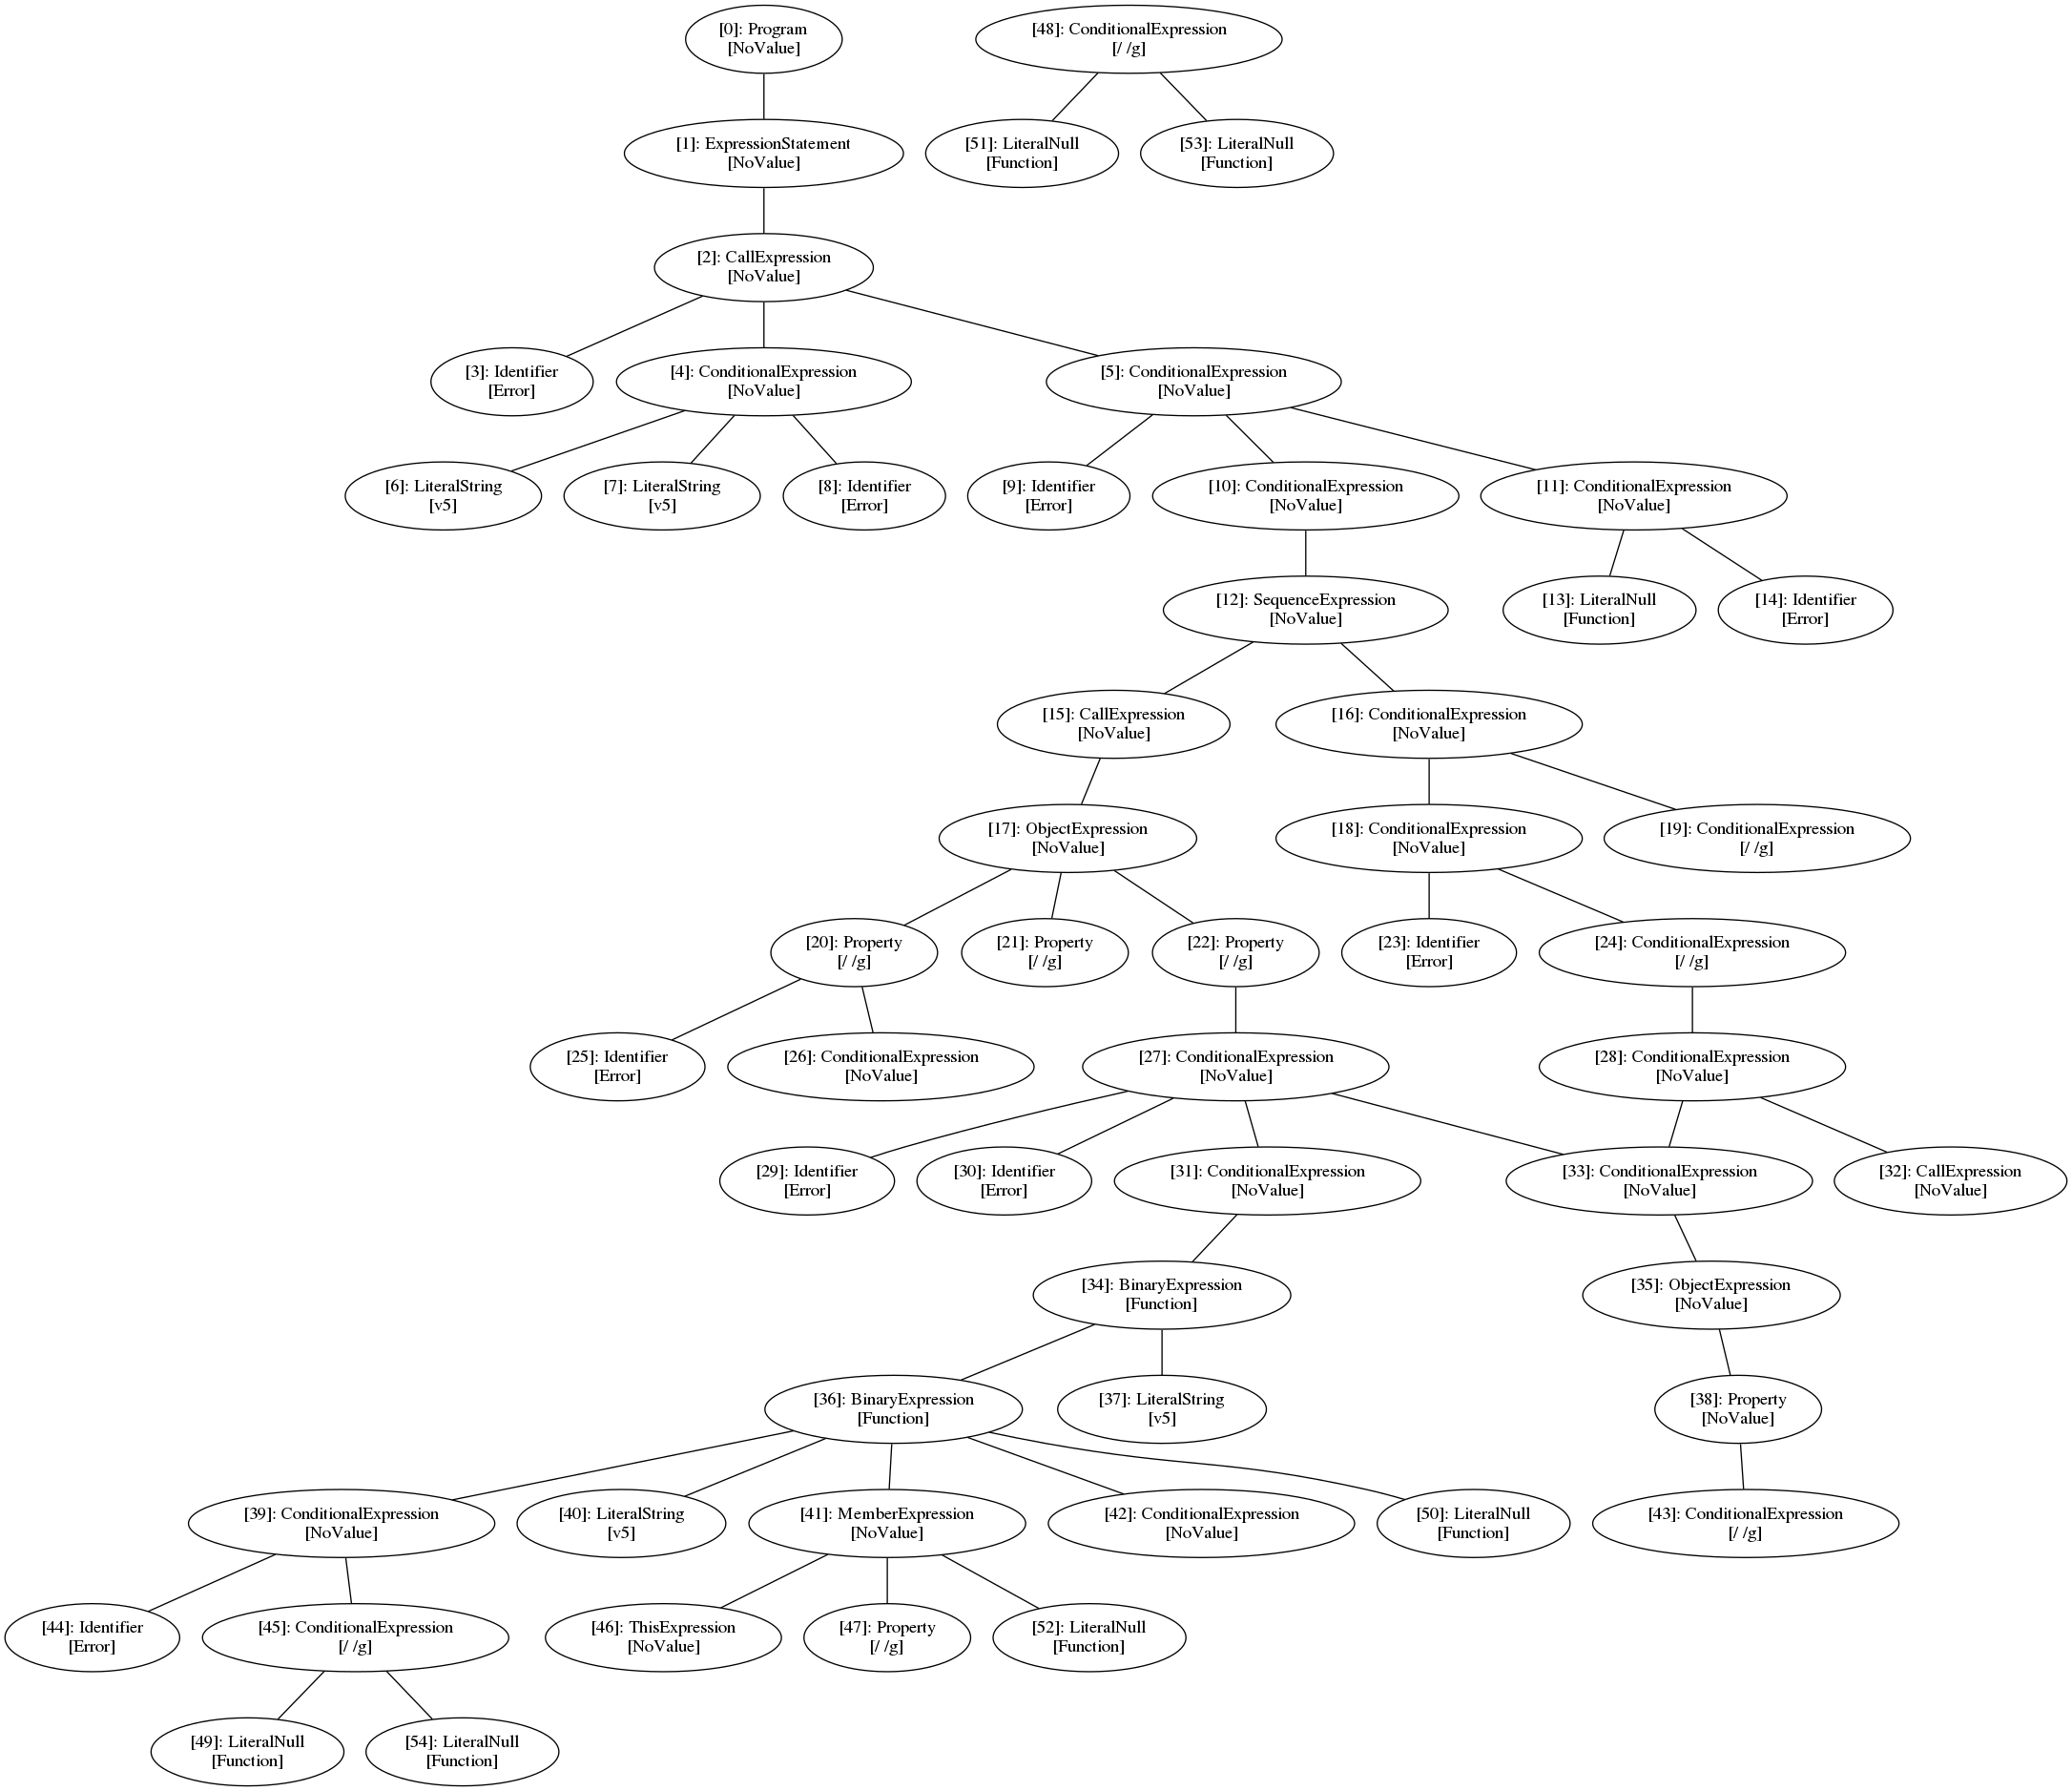 [0]: Program
[NoValue]
[48]: ConditionalExpression
[/ /g]
[1]: ExpressionStatement
[NoValue]
[51]: LiteralNull
[Function]
[53]: LiteralNull
[Function]
[2]: CallExpression
[NoValue]
[3]: Identifier
[Error]
[4]: ConditionalExpression
[NoValue]
[5]: ConditionalExpression
[NoValue]
[6]: LiteralString
[v5]
[7]: LiteralString
[v5]
[8]: Identifier
[Error]
[9]: Identifier
[Error]
[10]: ConditionalExpression
[NoValue]
[11]: ConditionalExpression
[NoValue]
[12]: SequenceExpression
[NoValue]
[13]: LiteralNull
[Function]
[14]: Identifier
[Error]
[15]: CallExpression
[NoValue]
[16]: ConditionalExpression
[NoValue]
[17]: ObjectExpression
[NoValue]
[18]: ConditionalExpression
[NoValue]
[19]: ConditionalExpression
[/ /g]
[20]: Property
[/ /g]
[21]: Property
[/ /g]
[22]: Property
[/ /g]
[23]: Identifier
[Error]
[24]: ConditionalExpression
[/ /g]
[25]: Identifier
[Error]
[26]: ConditionalExpression
[NoValue]
[27]: ConditionalExpression
[NoValue]
[28]: ConditionalExpression
[NoValue]
[29]: Identifier
[Error]
[30]: Identifier
[Error]
[31]: ConditionalExpression
[NoValue]
[33]: ConditionalExpression
[NoValue]
[32]: CallExpression
[NoValue]
[34]: BinaryExpression
[Function]
[35]: ObjectExpression
[NoValue]
[36]: BinaryExpression
[Function]
[37]: LiteralString
[v5]
[38]: Property
[NoValue]
[39]: ConditionalExpression
[NoValue]
[40]: LiteralString
[v5]
[41]: MemberExpression
[NoValue]
[42]: ConditionalExpression
[NoValue]
[50]: LiteralNull
[Function]
[43]: ConditionalExpression
[/ /g]
[44]: Identifier
[Error]
[45]: ConditionalExpression
[/ /g]
[46]: ThisExpression
[NoValue]
[47]: Property
[/ /g]
[52]: LiteralNull
[Function]
[49]: LiteralNull
[Function]
[54]: LiteralNull
[Function]